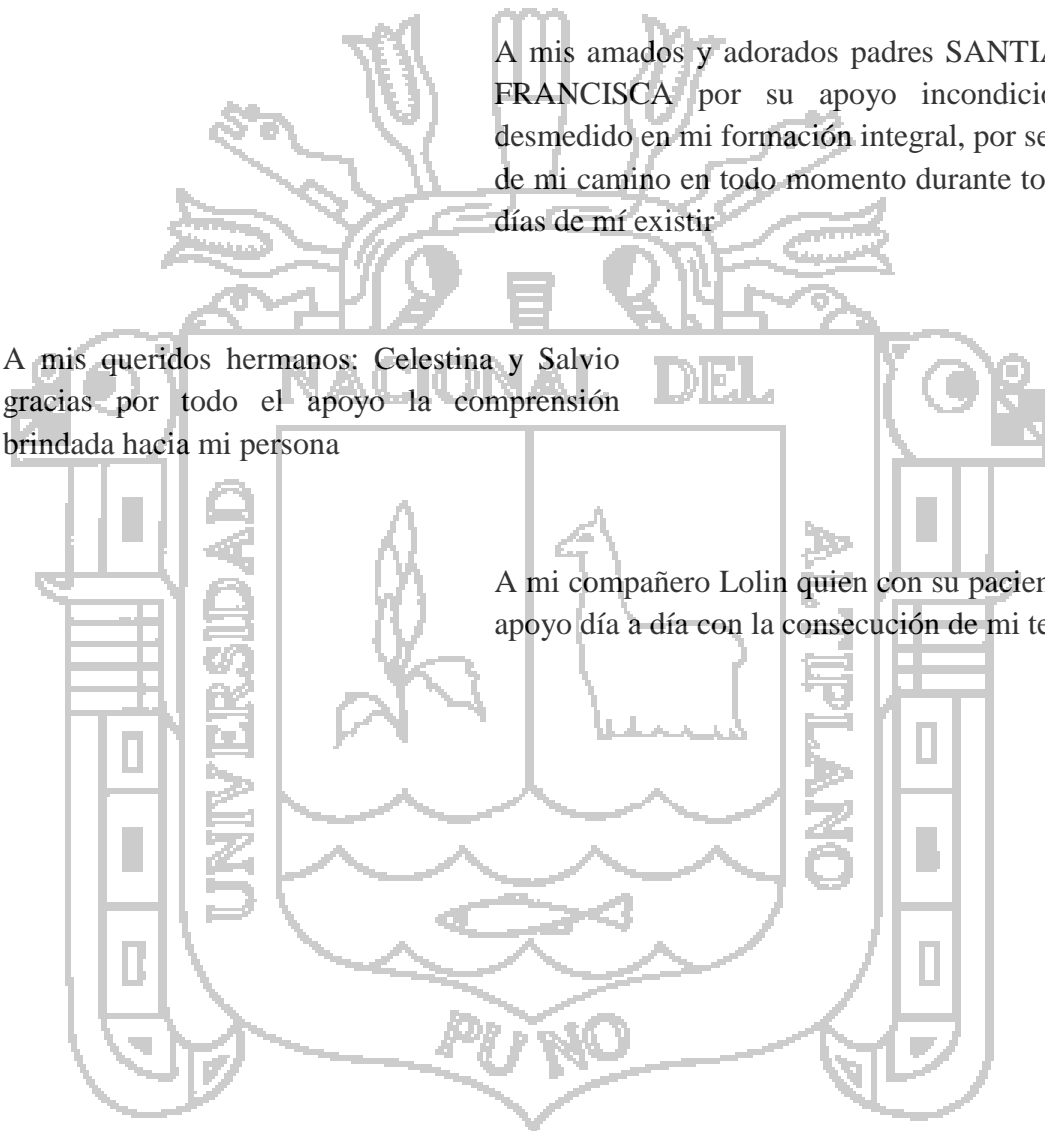 A mis amados y adorados padres
FRANCISCA por su apoyo
desmedido en mi formación integral, por
de mi camino en todo momento durante
días de mí existir
A mis queridos hermanos: Celestina y Salvio
gracias por todo el apoyo la comprensión
brindada hacia mi persona
A mi compañero Lolin quien con su
apoyo día a día con la consecución de mi
NACIONAL DEL
UNIVERSIDAD
ALTIPLANO
PUNO